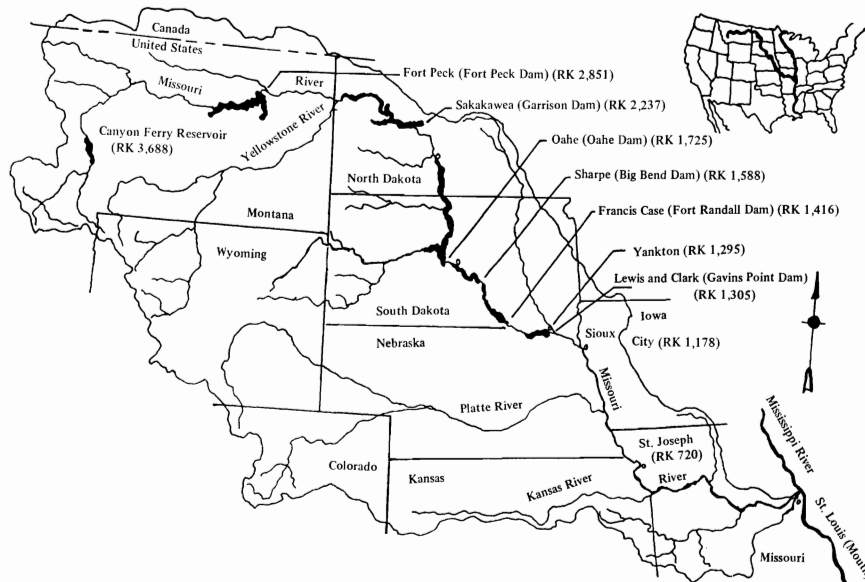 Canada
United States
Missouri
River
Fort Peck (Fort Peck Dam) (RK 2,851)
Sakakawea (Garrison Dam) (RK 2,237)
Canyon Ferry Reservoir
(RK 3,688)
Yellowstone River
Oahe (Oahe Dam) (RK 1,725)
North Dakota
Sharpe (Big Bend Dam) (RK 1,588)
Montana
Francis Case (Fort Randall Dam) (RK 1,416)
Wyoming
Yankton (RK 1,295)
Lewis and Clark (Gavins Point Dam)
(RK 1,305)
South Dakota
Iowa
Sioux
City (RK 1,178)
Nebraska
Missouri
Platte River
Mississippi River
St. Joseph
(RK 720)
River
Colorado
Kansas
Kansas River
St. Louis (Mouth
Missouri